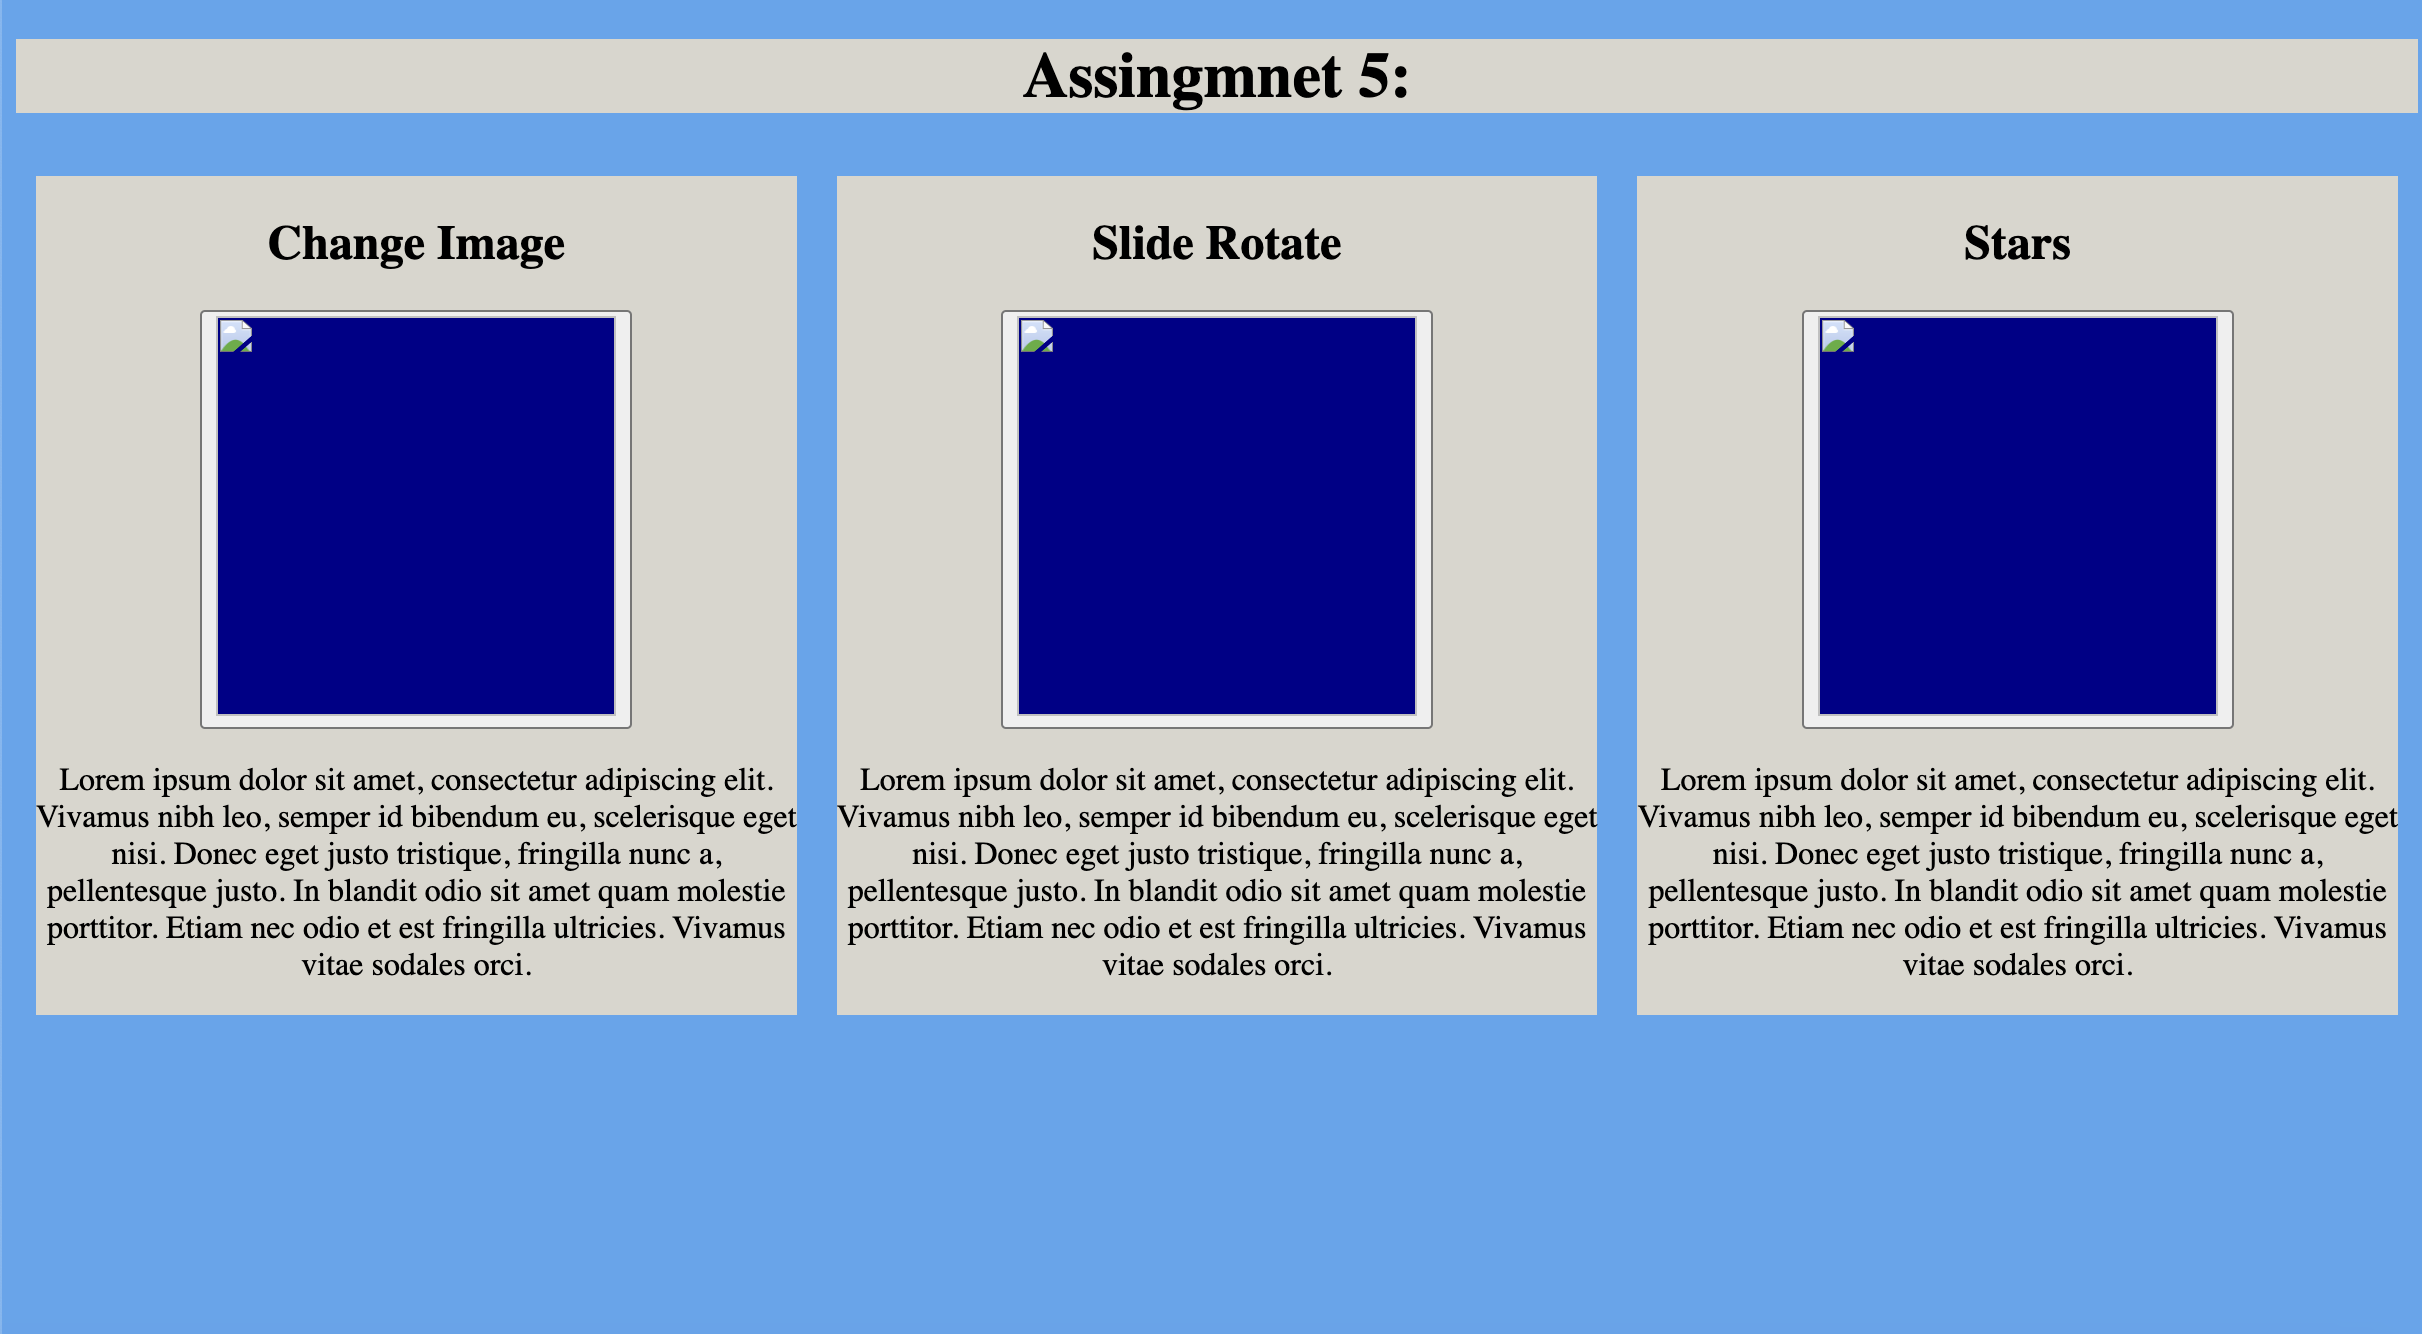 Assingmnet 5:
Change Image
Lorem ipsum dolor sit amet, consectetur adipiscing elit.
Vivamus nibh leo, semper id bibendum eu, scelerisque eget
nisi. Donec eget justo tristique, fringilla nunc a,
pellentesque justo. In blandit odio sit amet quam molestie
porttitor. Etiam nec odio et est fringilla ultricies. Vivamus
vitae sodales orci.
Slide Rotate
Lorem ipsum dolor sit amet, consectetur adipiscing elit.
Vivamus nibh leo, semper id bibendum eu, scelerisque eget
nisi. Donec eget justo tristique, fringilla nunc a,
pellentesque justo. In blandit odio sit amet quam molestie
porttitor. Etiam nec odio et est fringilla ultricies. Vivamus
vitae sodales orci.
Stars
Lorem ipsum dolor sit amet, consectetur adipiscing elit.
Vivamus nibh leo, semper id bibendum eu, scelerisque eget
nisi. Donec eget justo tristique, fringilla nunc a,
pellentesque justo. In blandit odio sit amet quam molestie
porttitor. Etiam nec odio et est fringilla ultricies. Vivamus
vitae sodales orci.